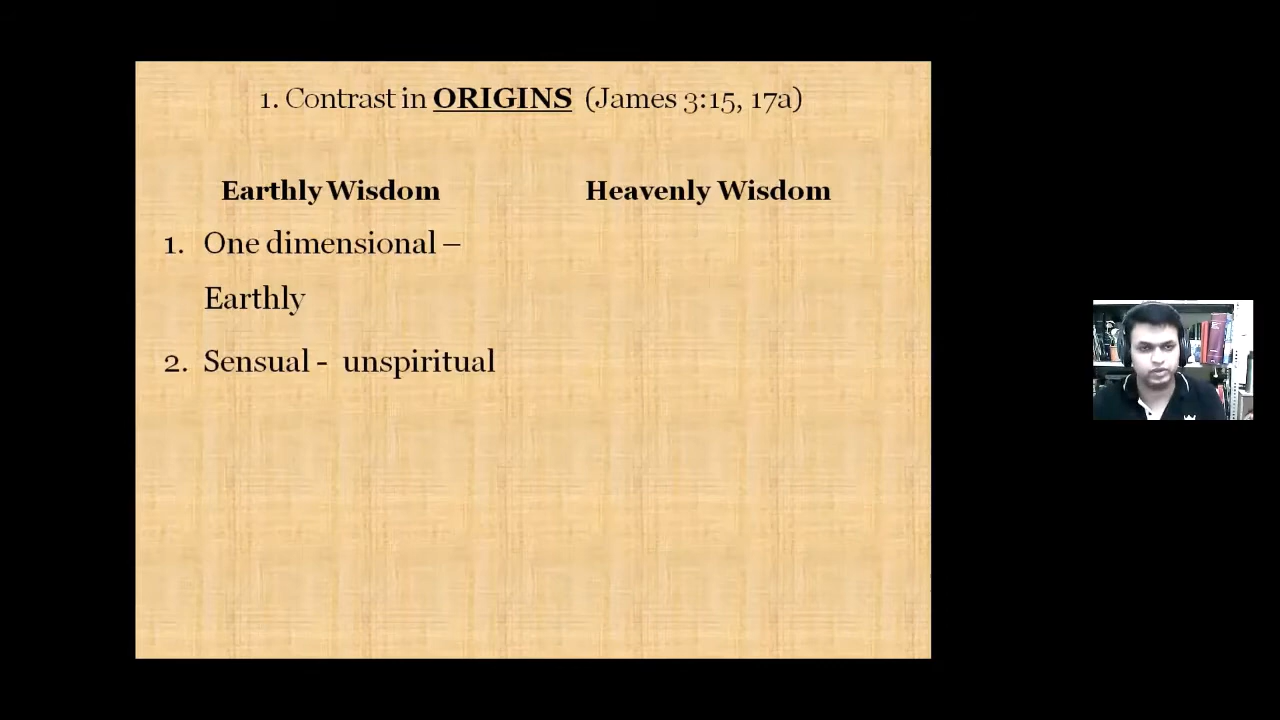 1. Contrast in ORIGINS (James 3:15, 17a)
Earthly Wisdom
Heavenly Wisdom
1. One dimensional –
Earthly
2. Sensual - unspiritual